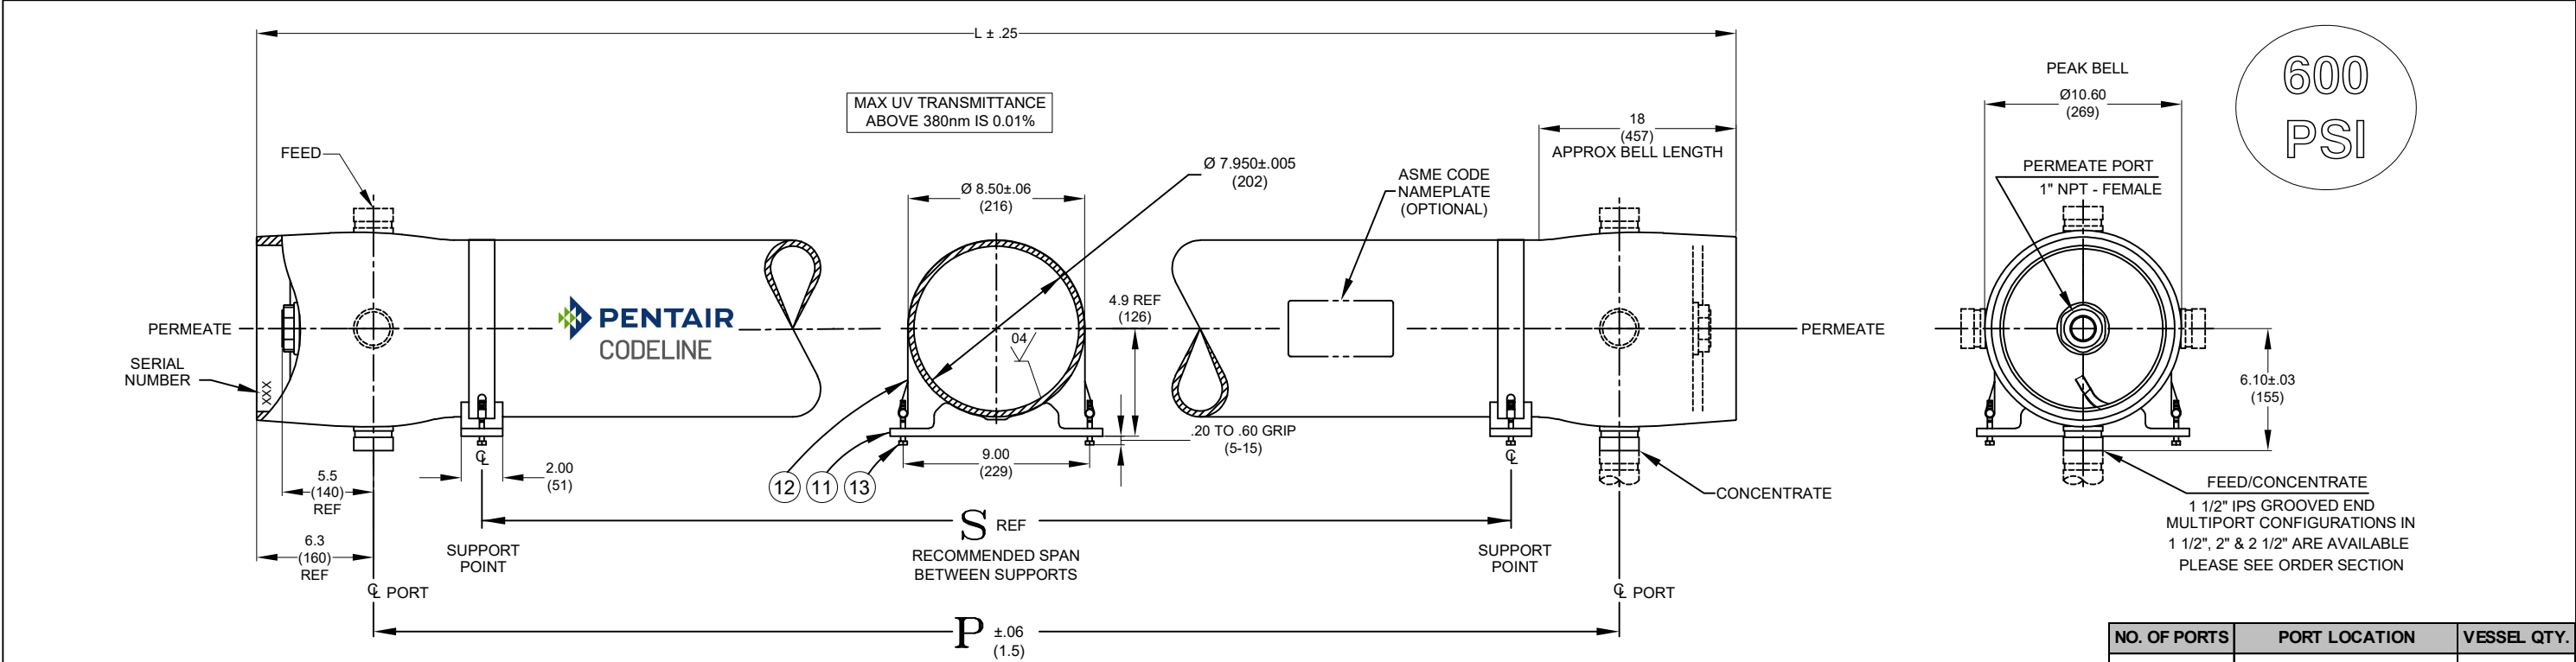 L ± .25
MAX UV TRANSMITTANCE
ABOVE 380nm IS 0.01%
PEAK BELL
Ø10.60
(269)
600
PSI
18
(457)
APPROX BELL LENGTH
FEED
Ø 7.950±.005
(202)
Ø 8.50±.06
(216)
ASME CODE
NAMEPLATE
(OPTIONAL)
PERMEATE PORT
1" NPT - FEMALE
4.9 REF
(126)
PENTAIR
CODELINE
04
PERMEATE
PERMEATE
SERIAL
NUMBER
XXX
6.10±.03
(155)
.20 TO .60 GRIP
(5-15)
9.00
(229)
℄
2.00
(51)
℄
12
11
13
5.5
(140)
REF
CONCENTRATE
FEED/CONCENTRATE
1 1/2" IPS GROOVED END
MULTIPORT CONFIGURATIONS IN
1 1/2", 2" & 2 1/2" ARE AVAILABLE
PLEASE SEE ORDER SECTION
S REF
RECOMMENDED SPAN
BETWEEN SUPPORTS
6.3
(160)
REF
SUPPORT
POINT
SUPPORT
POINT
℄ PORT
℄ PORT
P ±.06
(1.5)
NO. OF PORTS PORT LOCATION VESSEL QTY.